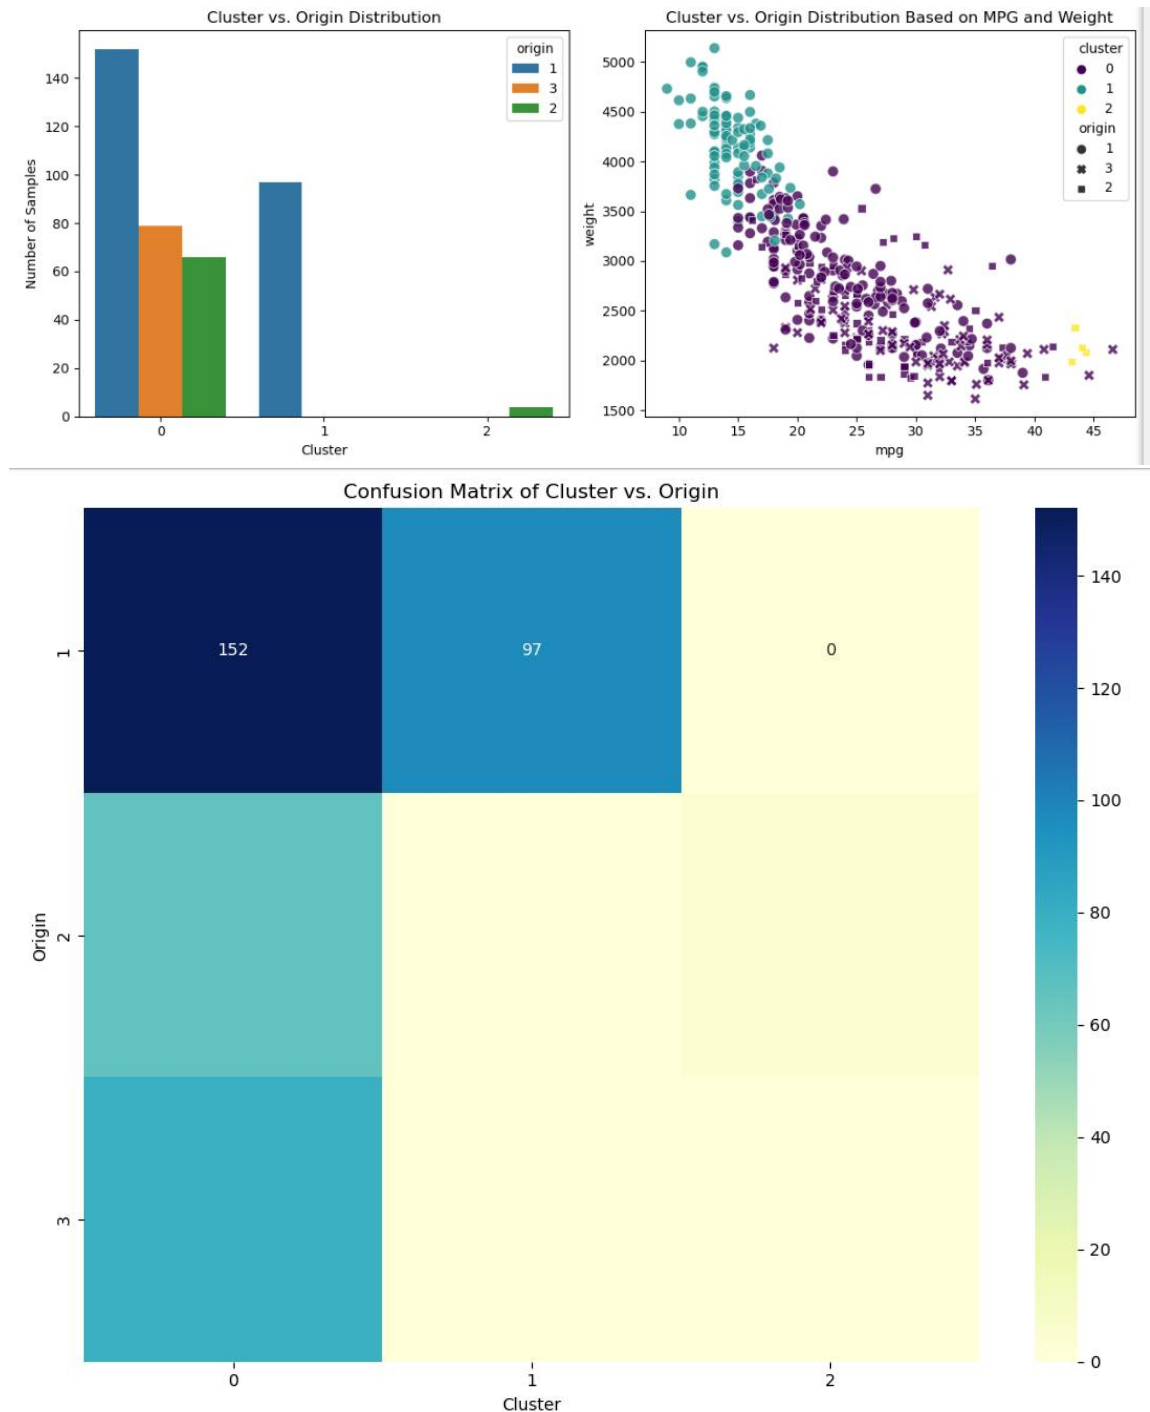 Cluster vs. Origin Distribution
origin
1
3
2
140
120
100
80
60
40
20
0
Number of Samples
0 1 2
Cluster
Cluster vs. Origin Distribution Based on MPG and Weight
cluster
0
1
2
origin
1
3
2
5000
4500
4000
3500
3000
2500
2000
1500
weight
10 15 20 25 30 35 40 45
mpg
Confusion Matrix of Cluster vs. Origin
152 97 0
1
2
3
Origin
0 1 2
Cluster
140
120
100
80
60
40
20
0